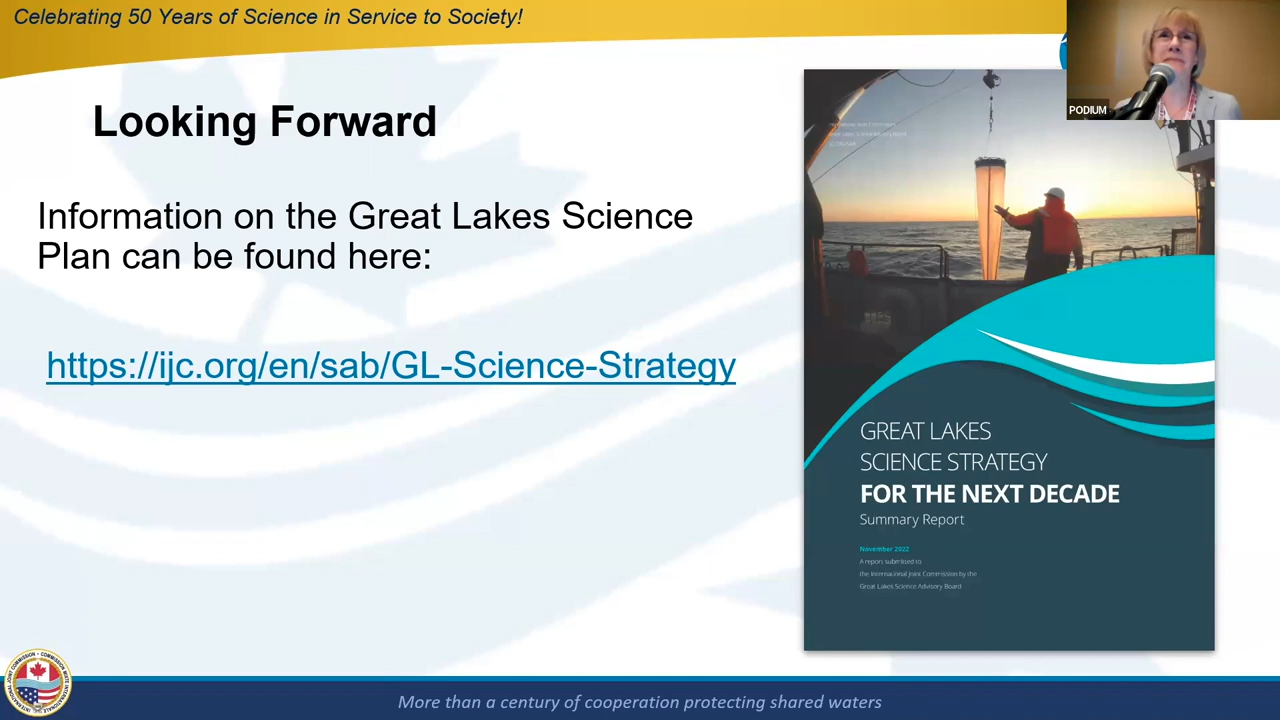 Celebrating 50 Years of Science in Service to Society!
PODIUM
Looking Forward
Information on the Great Lakes Science
Plan can be found here:
https://ijc.org/en/sab/GL-Science-Strategy
GREAT LAKES
SCIENCE STRATEGY
FOR THE NEXT DECADE
Summary Report
November 2022
A report submitted to
the International Joint Commission by the
Great Lakes Science Advisory Board
More than a century of cooperation protecting shared waters